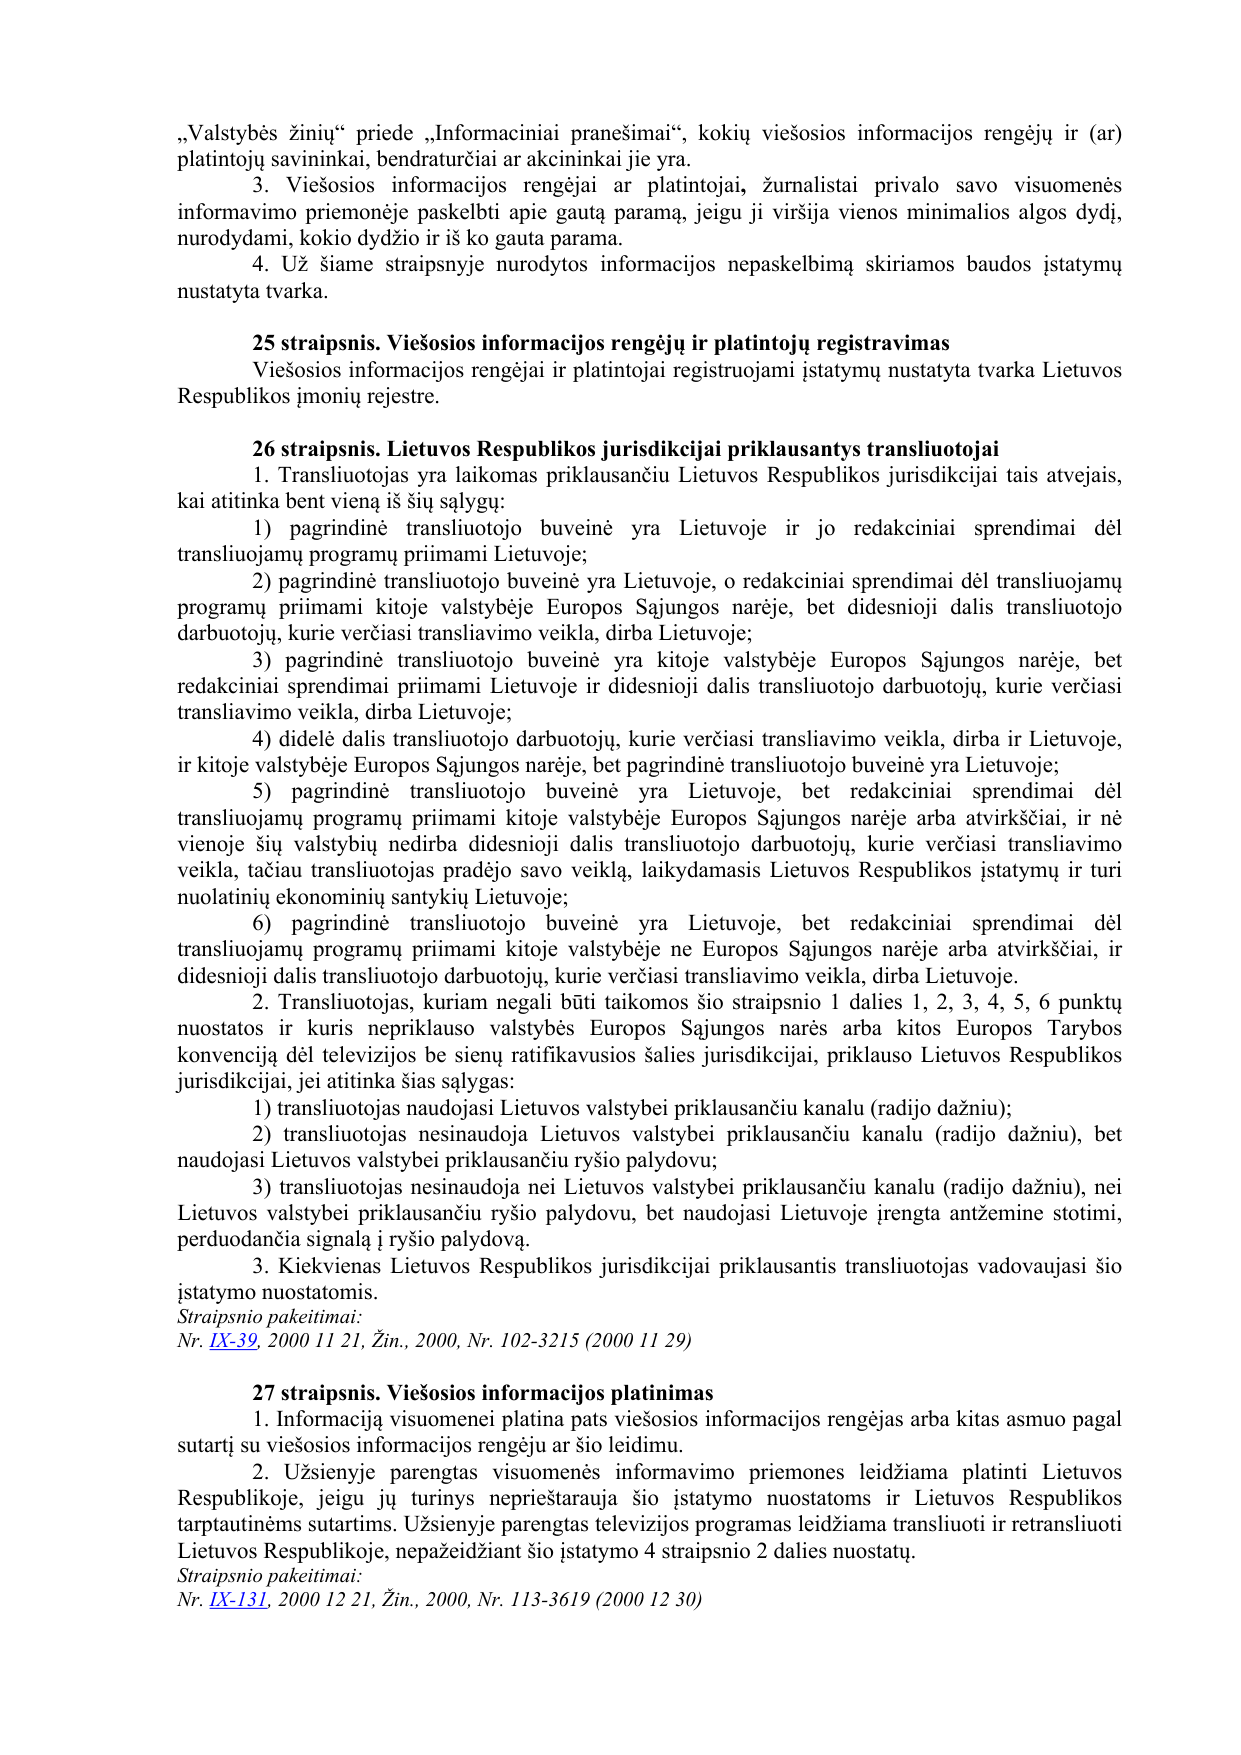 „Valstybės žinių“ priede „Informaciniai pranešimai“, kokių viešosios informacijos rengėjų ir (ar)
platintojų savininkai, bendraturčiai ar akcininkai jie yra.
3. Viešosios informacijos rengėjai ar platintojai, žurnalistai privalo savo visuomenės
informavimo priemonėje paskelbti apie gautą paramą, jeigu ji viršija vienos minimalios algos dydį,
nurodydami, kokio dydžio ir iš ko gauta parama.
4. Už šiame straipsnyje nurodytos informacijos nepaskelbimą skiriamos baudos įstatymų
nustatyta tvarka.
25 straipsnis. Viešosios informacijos rengėjų ir platintojų registravimas
Viešosios informacijos rengėjai ir platintojai registruojami įstatymų nustatyta tvarka Lietuvos
Respublikos įmonių rejestre.
26 straipsnis. Lietuvos Respublikos jurisdikcijai priklausantys transliuotojai
1. Transliuotojas yra laikomas priklausančiu Lietuvos Respublikos jurisdikcijai tais atvejais,
kai atitinka bent vieną iš šių sąlygų:
1) pagrindinė transliuotojo buveinė yra Lietuvoje ir jo redakciniai sprendimai dėl
transliuojamų programų priimami Lietuvoje;
2) pagrindinė transliuotojo buveinė yra Lietuvoje, o redakciniai sprendimai dėl transliuojamų
programų priimami kitoje valstybėje Europos Sąjungos narėje, bet didesnioji dalis transliuotojo
darbuotojų, kurie verčiasi transliavimo veikla, dirba Lietuvoje;
3) pagrindinė transliuotojo buveinė yra kitoje valstybėje Europos Sąjungos narėje, bet
redakciniai sprendimai priimami Lietuvoje ir didesnioji dalis transliuotojo darbuotojų, kurie verčiasi
transliavimo veikla, dirba Lietuvoje;
4) didelė dalis transliuotojo darbuotojų, kurie verčiasi transliavimo veikla, dirba ir Lietuvoje,
ir kitoje valstybėje Europos Sąjungos narėje, bet pagrindinė transliuotojo buveinė yra Lietuvoje;
5) pagrindinė transliuotojo buveinė yra Lietuvoje, bet redakciniai sprendimai dėl
transliuojamų programų priimami kitoje valstybėje Europos Sąjungos narėje arba atvirkščiai, ir nė
vienoje šių valstybių nedirba didesnioji dalis transliuotojo darbuotojų, kurie verčiasi transliavimo
veikla, tačiau transliuotojas pradėjo savo veiklą, laikydamasis Lietuvos Respublikos įstatymų ir turi
nuolatinių ekonominių santykių Lietuvoje;
6) pagrindinė transliuotojo buveinė yra Lietuvoje, bet redakciniai sprendimai dėl
transliuojamų programų priimami kitoje valstybėje ne Europos Sąjungos narėje arba atvirkščiai, ir
didesnioji dalis transliuotojo darbuotojų, kurie verčiasi transliavimo veikla, dirba Lietuvoje.
2. Transliuotojas, kuriam negali būti taikomos šio straipsnio 1 dalies 1, 2, 3, 4, 5, 6 punktų
nuostatos ir kuris nepriklauso valstybės Europos Sąjungos narės arba kitos Europos Tarybos
konvenciją dėl televizijos be sienų ratifikavusios šalies jurisdikcijai, priklauso Lietuvos Respublikos
jurisdikcijai, jei atitinka šias sąlygas:
1) transliuotojas naudojasi Lietuvos valstybei priklausančiu kanalu (radijo dažniu);
2) transliuotojas nesinaudoja Lietuvos valstybei priklausančiu kanalu (radijo dažniu), bet
naudojasi Lietuvos valstybei priklausančiu ryšio palydovu;
3) transliuotojas nesinaudoja nei Lietuvos valstybei priklausančiu kanalu (radijo dažniu), nei
Lietuvos valstybei priklausančiu ryšio palydovu, bet naudojasi Lietuvoje įrengta antžemine stotimi,
perduodančia signalą į ryšio palydovą.
3. Kiekvienas Lietuvos Respublikos jurisdikcijai priklausantis transliuotojas vadovaujasi šio
įstatymo nuostatomis.
Straipsnio pakeitimai:
Nr. IX-39, 2000 11 21, Žin., 2000, Nr. 102-3215 (2000 11 29)
27 straipsnis. Viešosios informacijos platinimas
1. Informaciją visuomenei platina pats viešosios informacijos rengėjas arba kitas asmuo pagal
sutartį su viešosios informacijos rengėju ar šio leidimu.
2. Užsienyje parengtas visuomenės informavimo priemones leidžiama platinti Lietuvos
Respublikoje, jeigu jų turinys neprieštarauja šio įstatymo nuostatoms ir Lietuvos Respublikos
tarptautinėms sutartims. Užsienyje parengtas televizijos programas leidžiama transliuoti ir retransliuoti
Lietuvos Respublikoje, nepažeidžiant šio įstatymo 4 straipsnio 2 dalies nuostatų.
Straipsnio pakeitimai:
Nr. IX-131, 2000 12 21, Žin., 2000, Nr. 113-3619 (2000 12 30)